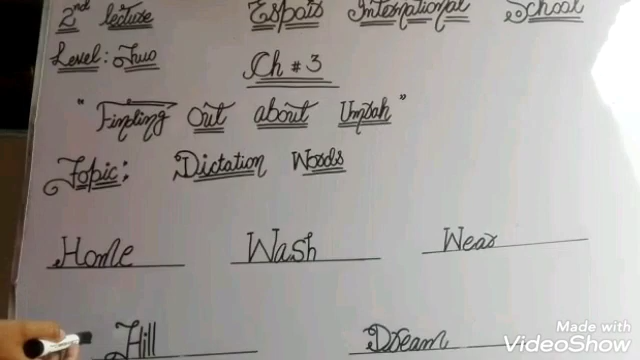 2nd lecture Espois International School
Level: Two
Ch # 3
"Finding out about Umrah"
Topic: Dictation Words
Home Wash Wear
Hill Dream
Made with
VideoShow